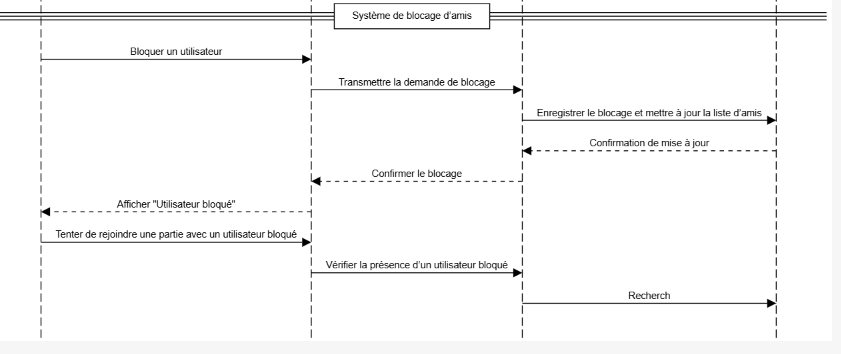 Système de blocage d'amis
Bloquer un utilisateur
Transmettre la demande de blocage
Enregistrer le blocage et mettre à jour la liste d'amis
Confirmation de mise à jour
Confirmer le blocage
Afficher "Utilisateur bloqué"
Tenter de rejoindre une partie avec un utilisateur bloqué
Vérifier la présence d'un utilisateur bloqué
Recherch